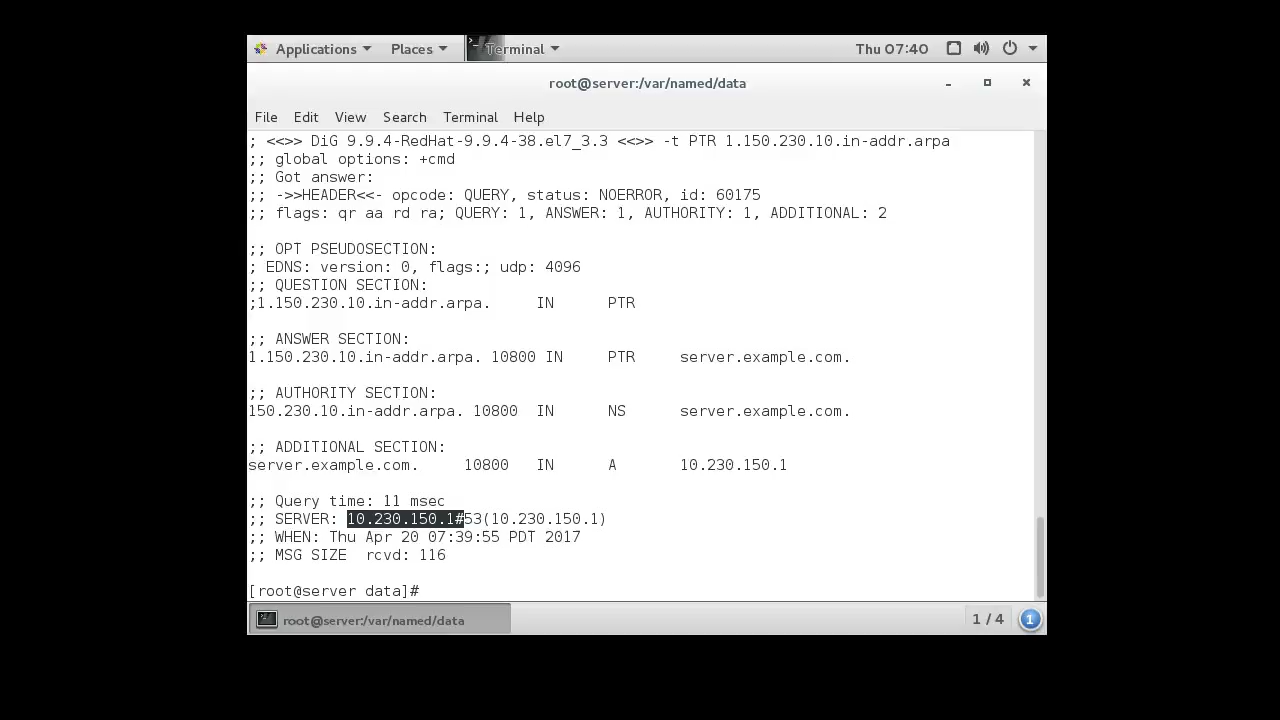 Applications Places Terminal Thu 07:40
root@server:/var/named/data
File Edit View Search Terminal Help
; <<>> DiG 9.9.4-RedHat-9.9.4-38.el7_3.3 <<>> -t PTR 1.150.230.10.in-addr.arpa
;; global options: +cmd
;; Got answer:
;; ->>HEADER<<- opcode: QUERY, status: NOERROR, id: 60175
;; flags: qr aa rd ra; QUERY: 1, ANSWER: 1, AUTHORITY: 1, ADDITIONAL: 2
;; OPT PSEUDOSECTION:
; EDNS: version: 0, flags:; udp: 4096
;; QUESTION SECTION:
;1.150.230.10.in-addr.arpa. IN PTR
;; ANSWER SECTION:
1.150.230.10.in-addr.arpa. 10800 IN PTR server.example.com.
;; AUTHORITY SECTION:
150.230.10.in-addr.arpa. 10800 IN NS server.example.com.
;; ADDITIONAL SECTION:
server.example.com. 10800 IN A 10.230.150.1
;; Query time: 11 msec
;; SERVER: 10.230.150.1#53(10.230.150.1)
;; WHEN: Thu Apr 20 07:39:55 PDT 2017
;; MSG SIZE rcvd: 116
[root@server data]#
root@server:/var/named/data 1 / 4 1